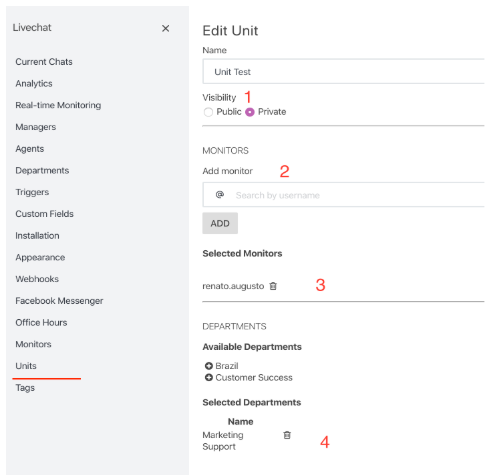 Livechat
Current Chats
Analytics
Real-time Monitoring
Managers
Agents
Departments
Triggers
Custom Fields
Installation
Appearance
Webhooks
Facebook Messenger
Office Hours
Monitors
Units
Tags
Edit Unit
Name
Unit Test
Visibility 1
Public Private
MONITORS
Add monitor 2
@ Search by username
ADD
Selected Monitors
renato.augusto 3
DEPARTMENTS
Available Departments
Brazil
Customer Success
Selected Departments
Name
Marketing
Support
4